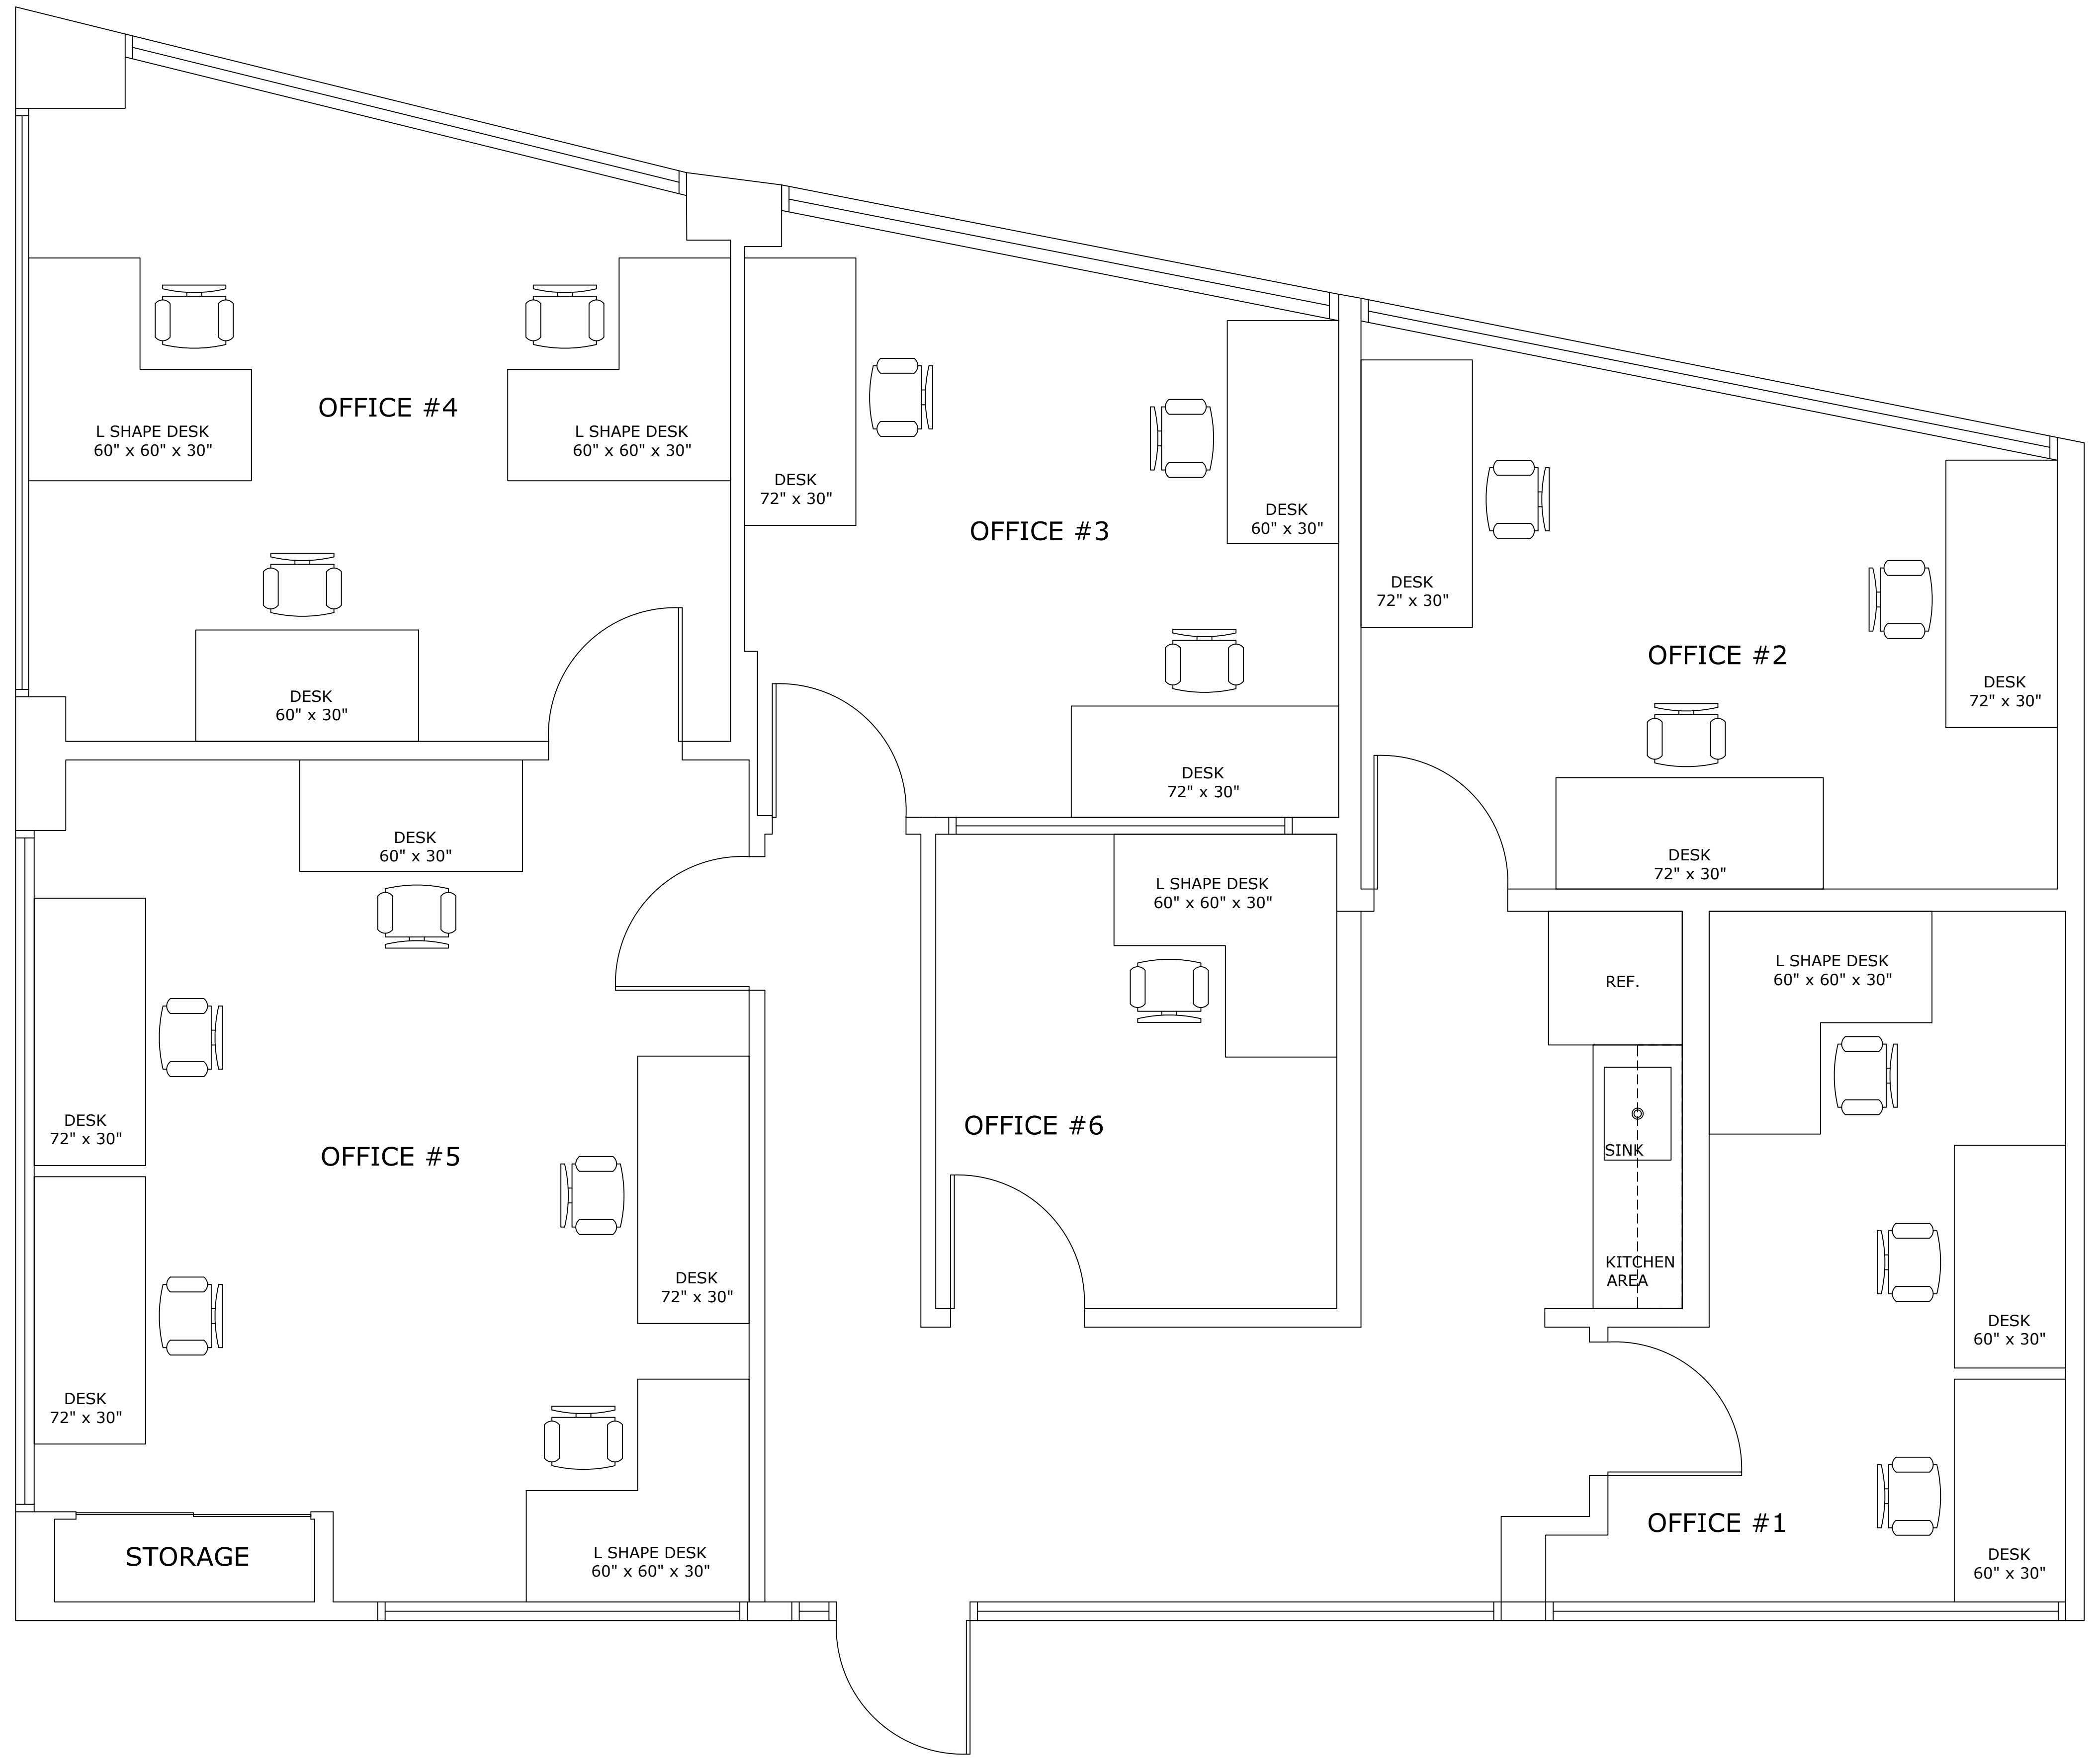 OFFICE #4
L SHAPE DESK
60" x 60" x 30"
L SHAPE DESK
60" x 60" x 30"
DESK
60" x 30"
OFFICE #3
DESK
72" x 30"
DESK
60" x 30"
DESK
72" x 30"
OFFICE #2
DESK
72" x 30"
DESK
72" x 30"
DESK
72" x 30"
OFFICE #5
DESK
60" x 30"
DESK
72" x 30"
DESK
72" x 30"
DESK
72" x 30"
L SHAPE DESK
60" x 60" x 30"
STORAGE
OFFICE #6
L SHAPE DESK
60" x 60" x 30"
REF.
SINK
KITCHEN
AREA
L SHAPE DESK
60" x 60" x 30"
DESK
60" x 30"
OFFICE #1
DESK
60" x 30"